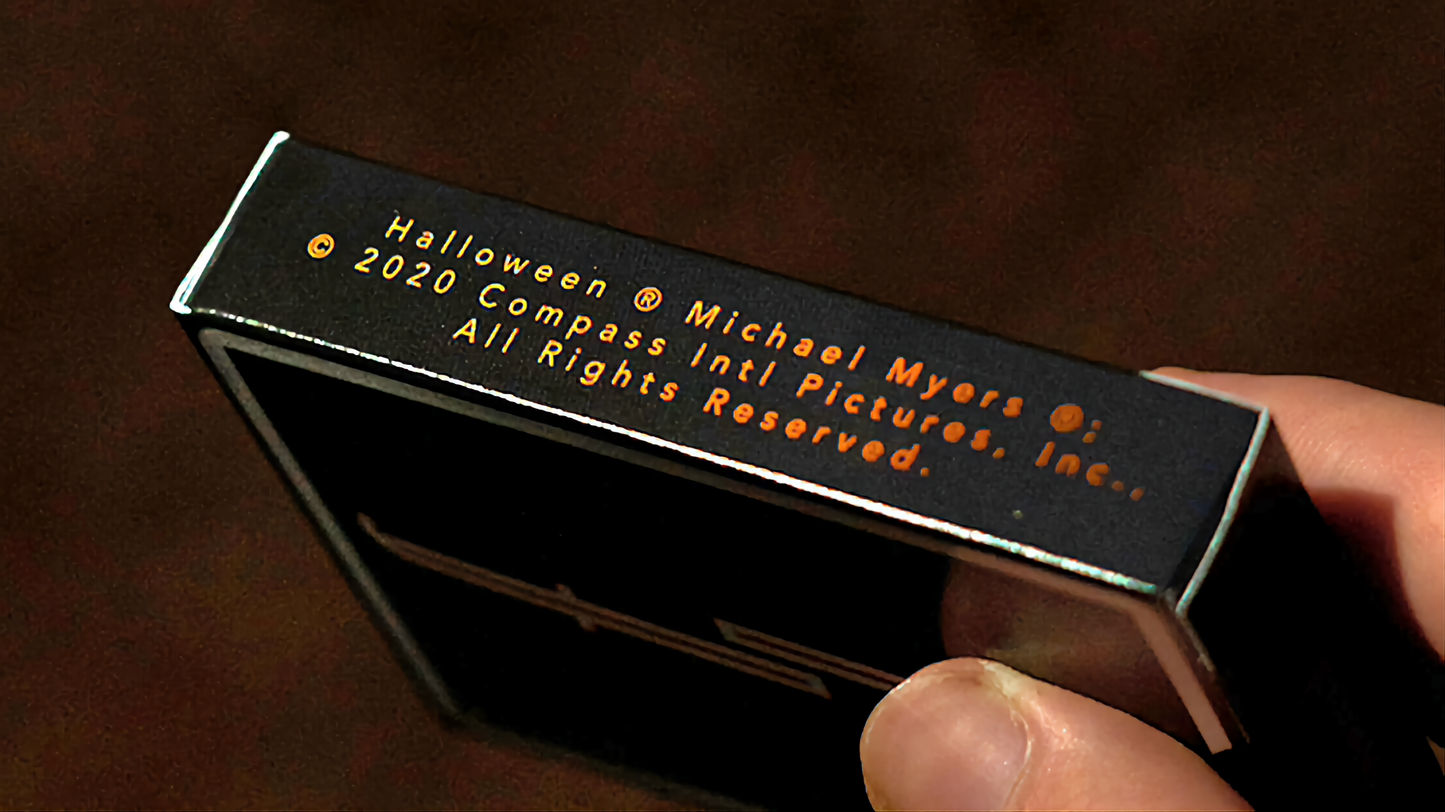 Halloween ® Michael Myers ®;
© 2020 Compass Intl Pictures, Inc.,
All Rights Reserved.